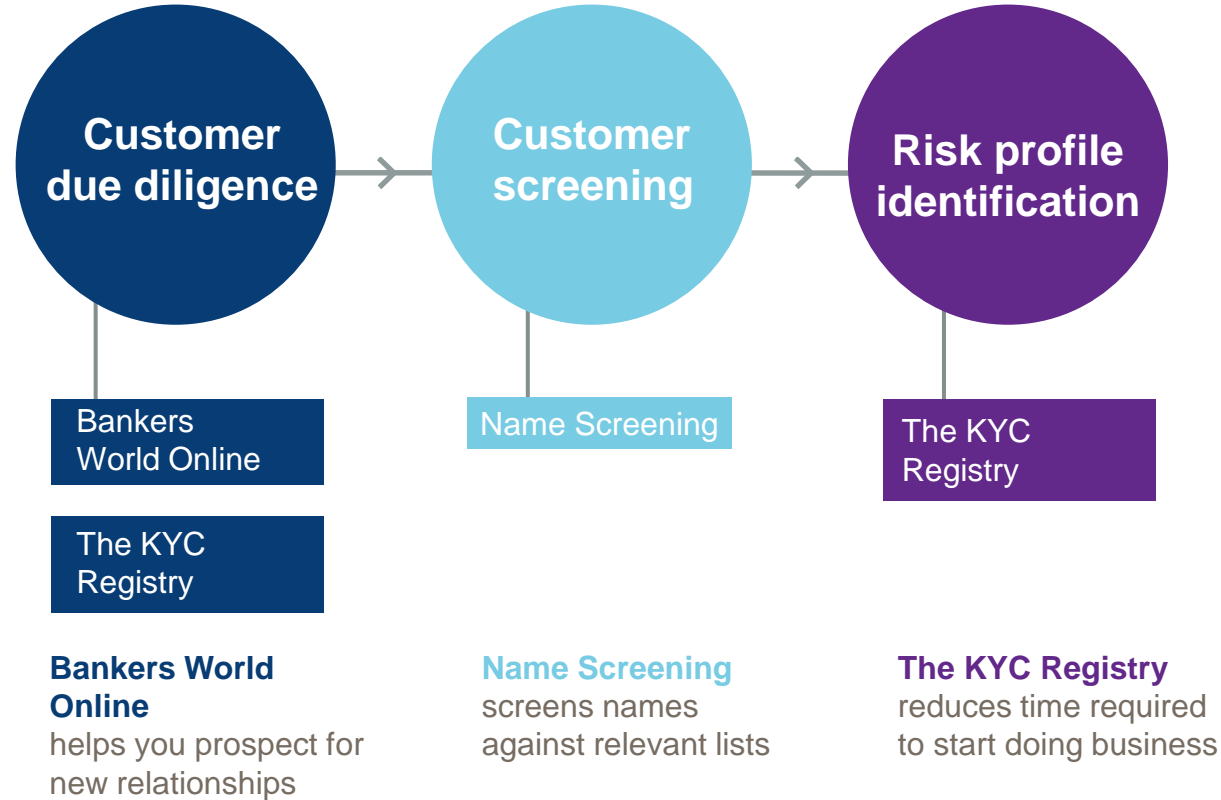 Customer
due diligence
Customer
screening
Risk profile
identification
Bankers
World Online
The KYC
Registry
Name Screening
The KYC
Registry
Bankers World
Online
helps you prospect for
new relationships
Name Screening
screens names
against relevant lists
The KYC Registry
reduces time required
to start doing business